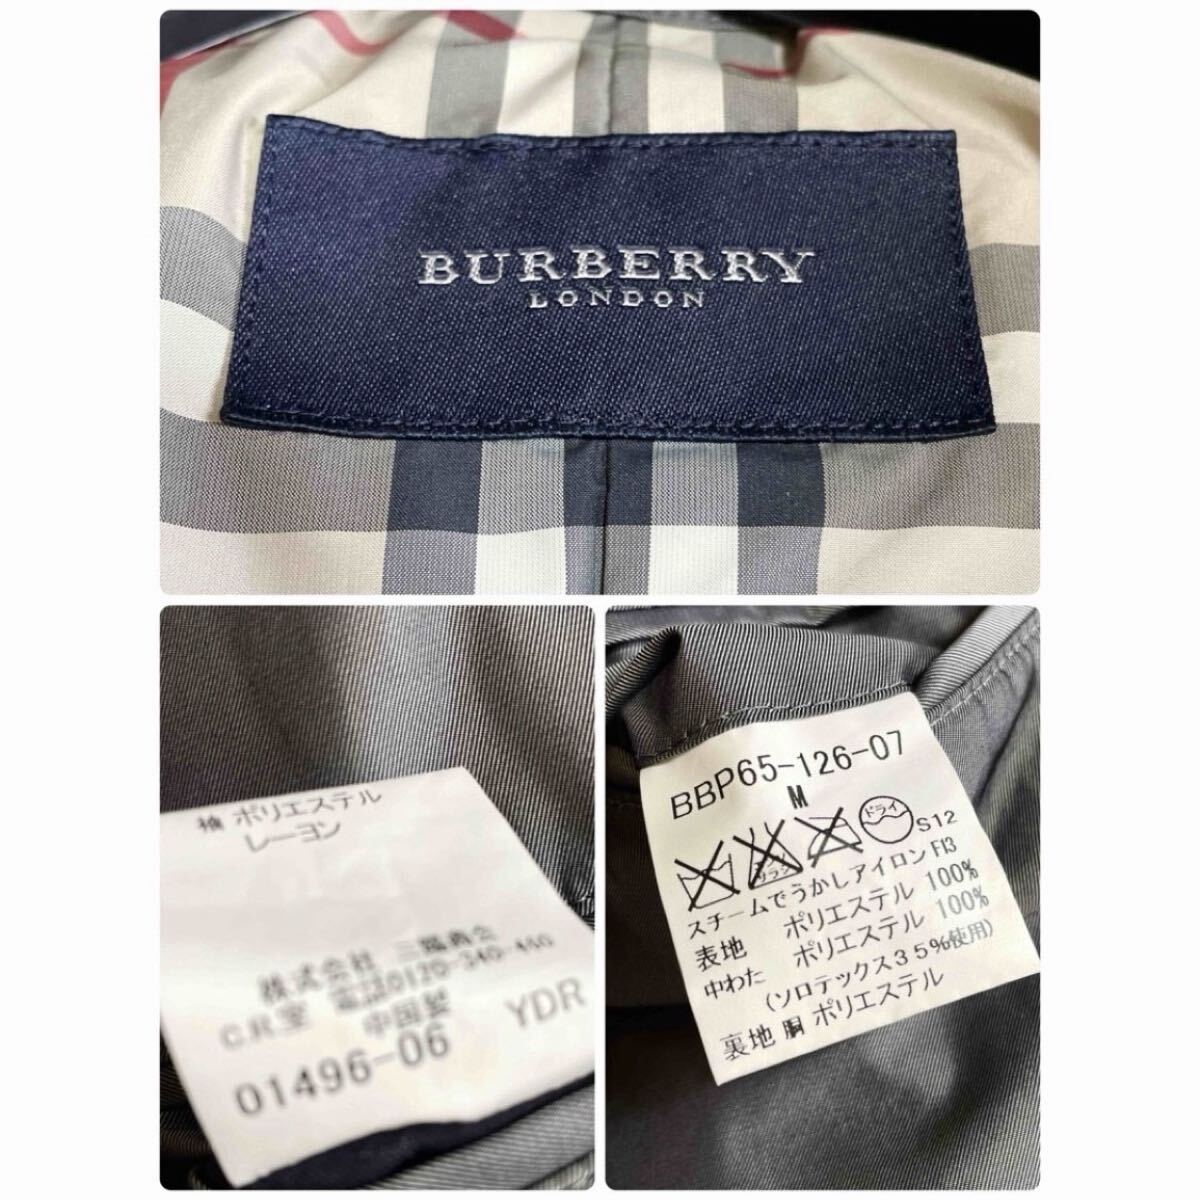 BURBERRY
LONDON
袖 ポリエステル
レーヨン
株式会社 三陽商会
C.R.室 電話0120-340-460
中国製
01496-06 YDR
BBP65-126-07
M
サラシ
ドライ
S12
スチームでうかしアイロン F13
表地 ポリエステル 100%
中わた ポリエステル 100%
(ソロテックス35%使用)
裏地 胴 ポリエステル